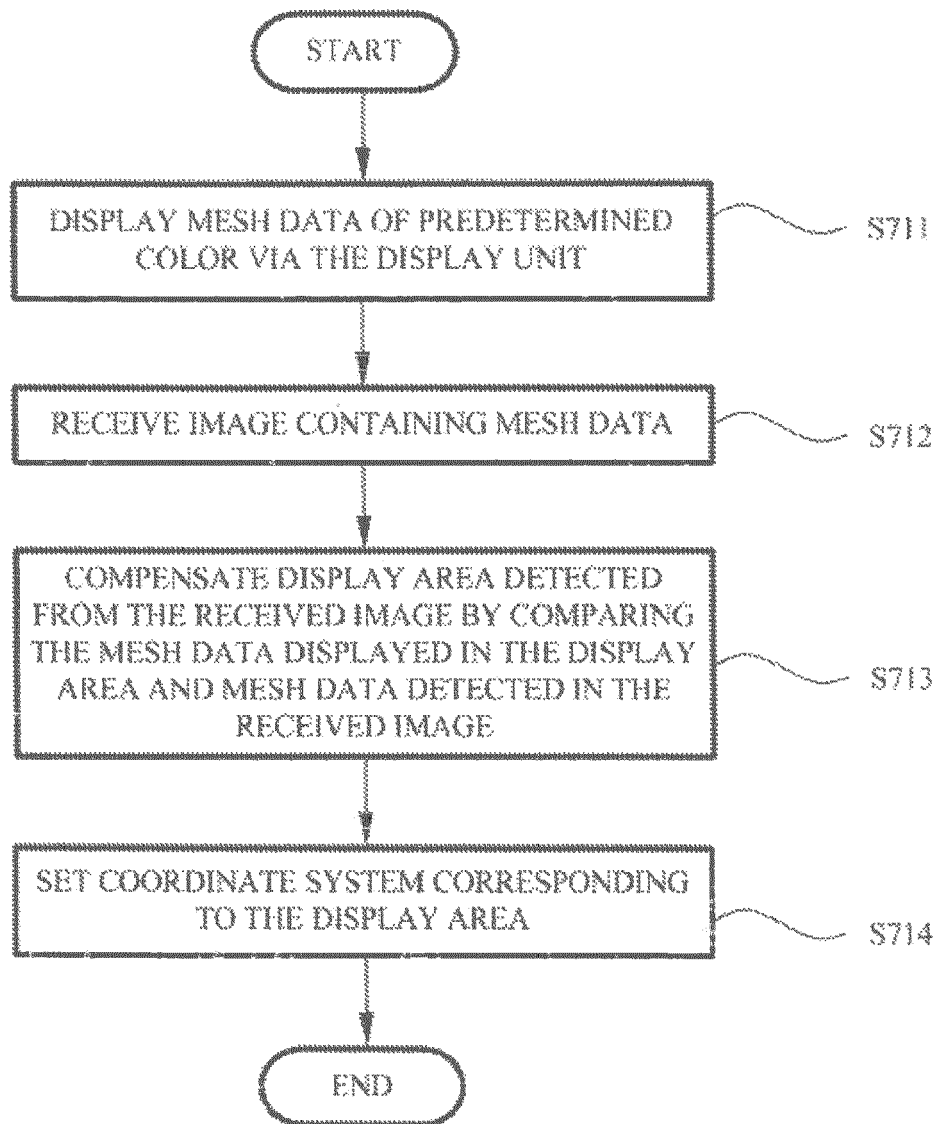 START
DISPLAY MESH DATA OF PREDETERMINED
COLOR VIA THE DISPLAY UNIT
S711
RECEIVE IMAGE CONTAINING MESH DATA
S712
COMPENSATE DISPLAY AREA DETECTED
FROM THE RECEIVED IMAGE BY COMPARING
THE MESH DATA DISPLAYED IN THE DISPLAY
AREA AND MESH DATA DETECTED IN THE
RECEIVED IMAGE
S713
SET COORDINATE SYSTEM CORRESPONDING
TO THE DISPLAY AREA
S714
END